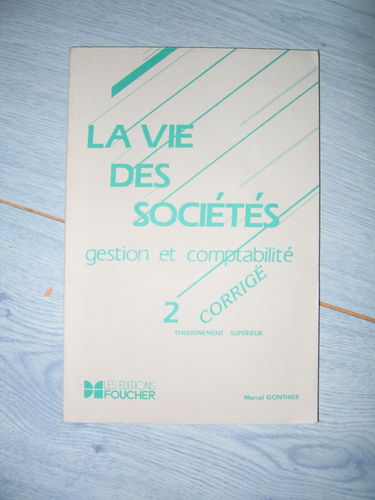 LA VIE
DES
SOCIÉTÉS
gestion et comptabilité
2 CORRIGÉ
ENSEIGNEMENT SUPERIEUR
LES EDITIONS
FOUCHER
Marcel GONTHIER